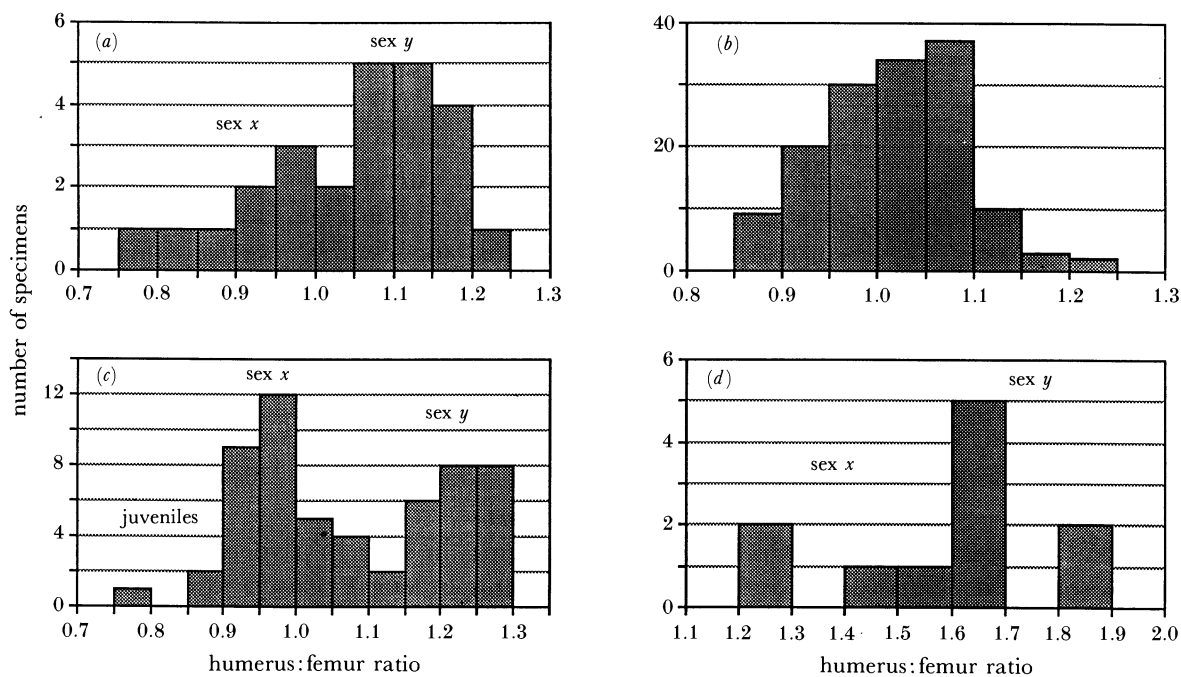 6
(a)
sex y
4
sex x
2
0
0.7 0.8 0.9 1.0 1.1 1.2 1.3
40
(b)
20
0
0.8 0.9 1.0 1.1 1.2 1.3
number of specimens
(c)
sex x
12
sex y
8
juveniles
4
0
0.7 0.8 0.9 1.0 1.1 1.2 1.3
humerus:femur ratio
6
(d)
sex y
4
sex x
2
0
1.1 1.2 1.3 1.4 1.5 1.6 1.7 1.8 1.9 2.0
humerus:femur ratio